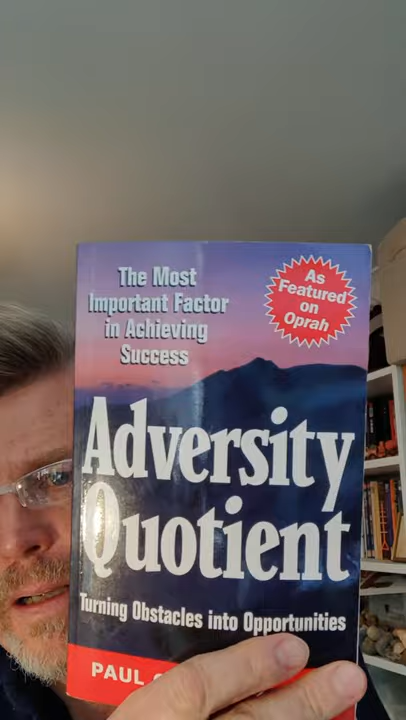 The Most
Important Factor
in Achieving
Success
As
Featured
on
Oprah
Adversity
Quotient
Turning Obstacles into Opportunities
PAUL